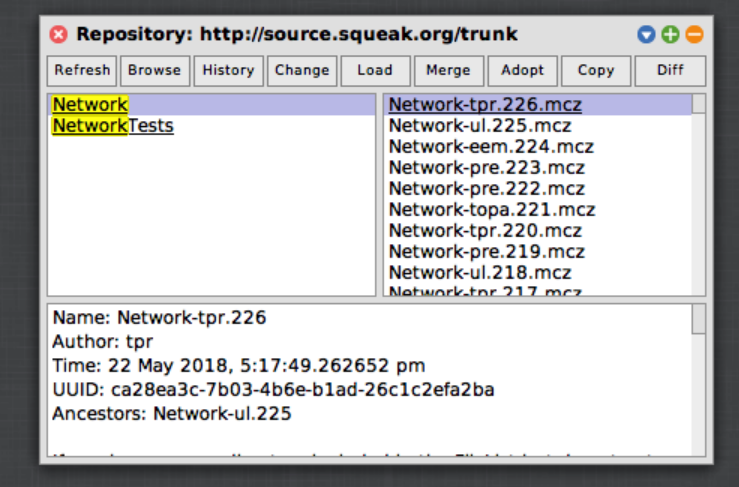 Repository: http://source.squeak.org/trunk
Refresh Browse History Change Load Merge Adopt Copy Diff
Network
NetworkTests
Network-tpr.226.mcz
Network-ul.225.mcz
Network-eem.224.mcz
Network-pre.223.mcz
Network-pre.222.mcz
Network-topa.221.mcz
Network-tpr.220.mcz
Network-pre.219.mcz
Network-ul.218.mcz
Network-tpr.217.mcz
Name: Network-tpr.226
Author: tpr
Time: 22 May 2018, 5:17:49.262652 pm
UUID: ca28ea3c-7b03-4b6e-b1ad-26c1c2efa2ba
Ancestors: Network-ul.225